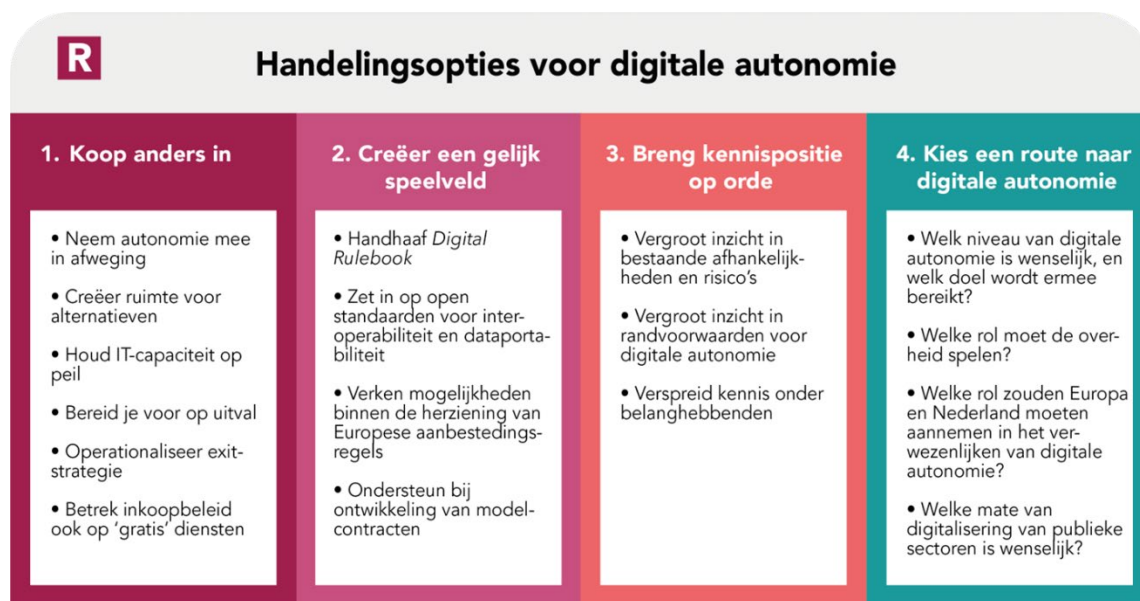 R
Handelingsopties voor digitale autonomie
1. Koop anders in
• Neem autonomie mee
in afweging
• Creëer ruimte voor
alternatieven
• Houd IT-capaciteit op
peil
• Bereid je voor op uitval
• Operationaliseer exit-
strategie
• Betrek inkoopbeleid
ook op ‘gratis’ diensten
2. Creëer een gelijk
speelveld
• Handhaaf Digital
Rulebook
• Zet in op open
standaarden voor inter-
operabiliteit en dataporta-
biliteit
• Verken mogelijkheden
binnen de herziening van
Europese aanbestedings-
regels
• Ondersteun bij
ontwikkeling van model-
contracten
3. Breng kennispositie
op orde
• Vergroot inzicht in
bestaande afhankelijk-
heden en risico’s
• Vergroot inzicht in
randvoorwaarden voor
digitale autonomie
• Verspreid kennis onder
belanghebbenden
4. Kies een route naar
digitale autonomie
• Welk niveau van digitale
autonomie is wenselijk, en
welk doel wordt ermee
bereikt?
• Welke rol moet de over-
heid spelen?
• Welke rol zouden Europa
en Nederland moeten
aannemen in het ver-
wezenlijken van digitale
autonomie?
• Welke mate van
digitalisering van publieke
sectoren is wenselijk?